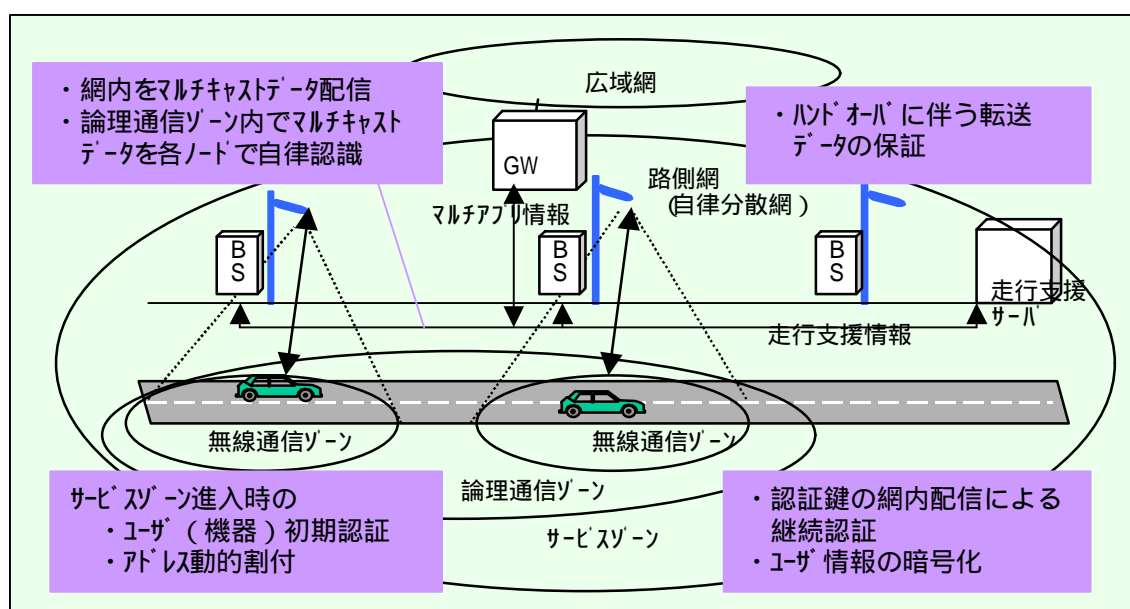 広域網
・網内をﾏﾙﾁｷｬｽﾄﾃﾞｰﾀ配信
・論理通信ｿﾞｰﾝ内でﾏﾙﾁｷｬｽﾄ
ﾃﾞｰﾀを各ﾉｰﾄﾞで自律認識
・ﾊﾝﾄﾞｵｰﾊﾞに伴う転送
ﾃﾞｰﾀの保証
GW
路側網
(自律分散網)
ﾏﾙﾁｱﾌﾟﾘ情報
BS
BS
BS
走行支援
ｻｰﾊﾞ
走行支援情報
無線通信ｿﾞｰﾝ
無線通信ｿﾞｰﾝ
論理通信ｿﾞｰﾝ
ｻｰﾋﾞｽｿﾞｰﾝ
ｻｰﾋﾞｽｿﾞｰﾝ進入時の
・ﾕｰｻﾞ(機器)初期認証
・ｱﾄﾞﾚｽ動的割付
・認証鍵の網内配信による
継続認証
・ﾕｰｻﾞ情報の暗号化